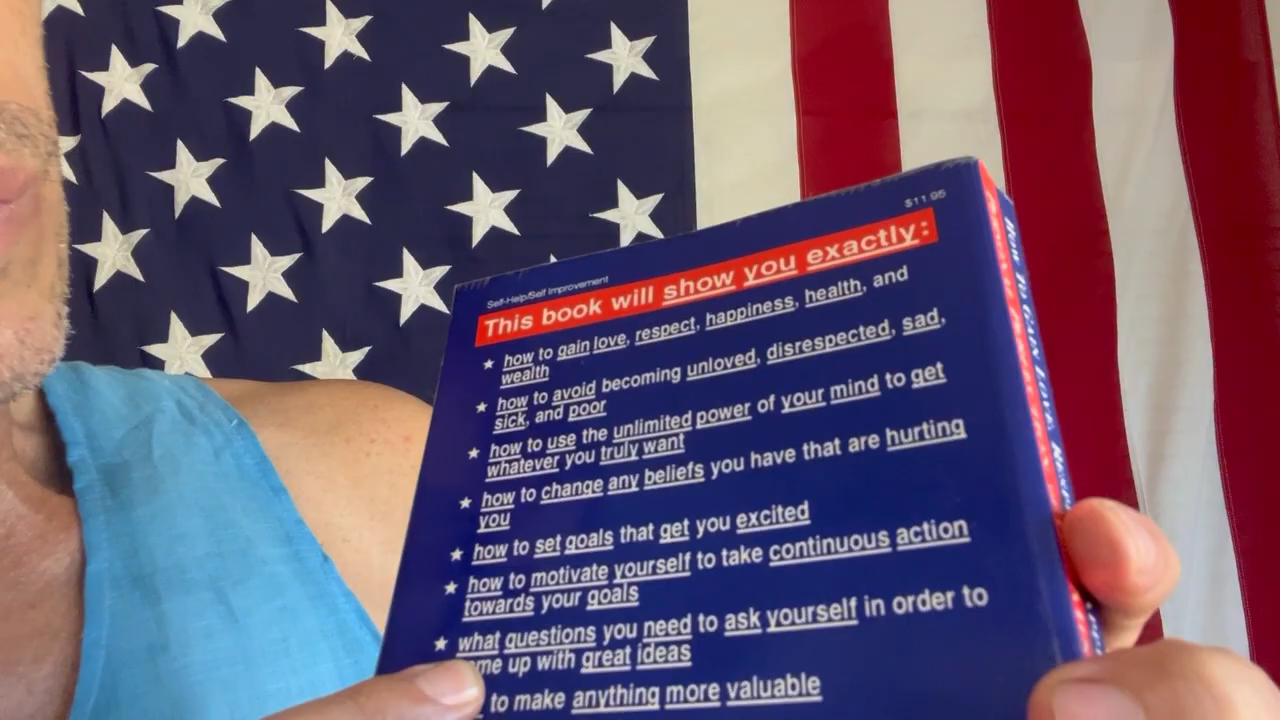 $11.95
Self-Help/Self Improvement
This book will show you exactly:
★ how to gain love, respect, happiness, health, and
wealth
★ how to avoid becoming unloved, disrespected, sad,
sick, and poor
★ how to use the unlimited power of your mind to get
whatever you truly want
★ how to change any beliefs you have that are hurting
you
★ how to set goals that get you excited
★ how to motivate yourself to take continuous action
towards your goals
★ what questions you need to ask yourself in order to
me up with great ideas
to make anything more valuable
How To Gain Love,